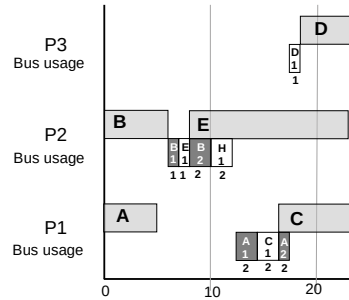 P3 D
Bus usage
D
1
1
P2 B E
Bus usage
B E B H
1 1 2 1
1 1 2 2
P1 A C
Bus usage
A C A
1 1 2
2 2 2
0 10 20